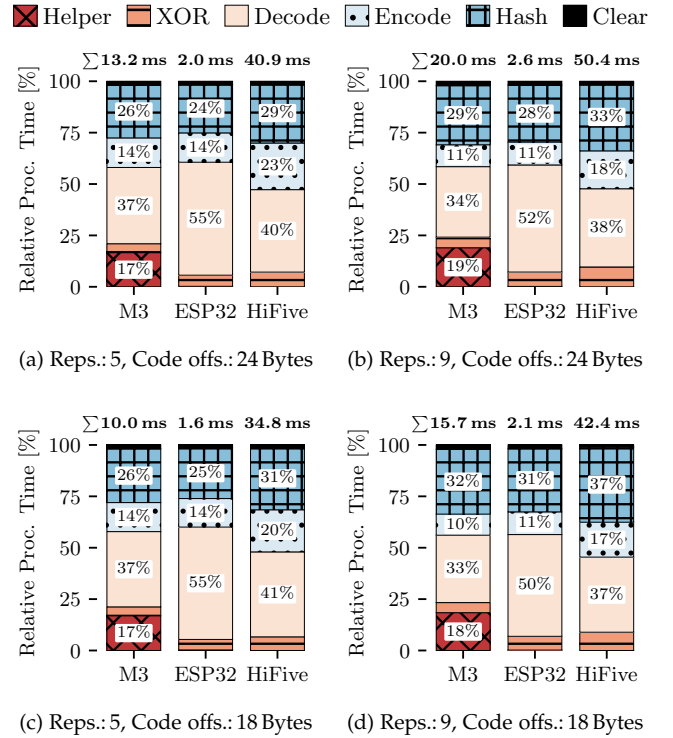 Helper XOR Decode Encode Hash Clear
∑13.2 ms 2.0 ms 40.9 ms
Relative Proc. Time [%]
100
75
50
25
0
26% 24% 29%
14% 14% 23%
37% 55% 40%
17%
M3 ESP32 HiFive
(a) Reps.: 5, Code offs.: 24 Bytes
∑20.0 ms 2.6 ms 50.4 ms
Relative Proc. Time [%]
100
75
50
25
0
29% 28% 33%
11% 11% 18%
34% 52% 38%
19%
M3 ESP32 HiFive
(b) Reps.: 9, Code offs.: 24 Bytes
∑10.0 ms 1.6 ms 34.8 ms
Relative Proc. Time [%]
100
75
50
25
0
26% 25% 31%
14% 14% 20%
37% 55% 41%
17%
M3 ESP32 HiFive
(c) Reps.: 5, Code offs.: 18 Bytes
∑15.7 ms 2.1 ms 42.4 ms
Relative Proc. Time [%]
100
75
50
25
0
32% 31% 37%
10% 11% 17%
33% 50% 37%
18%
M3 ESP32 HiFive
(d) Reps.: 9, Code offs.: 18 Bytes